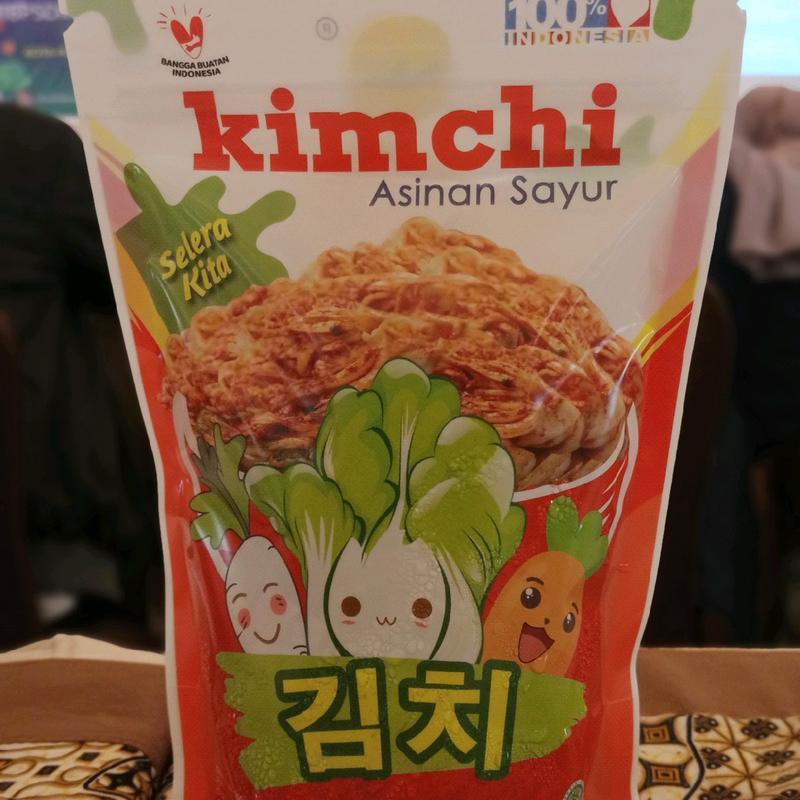 BANGGA BUATAN
INDONESIA
®
100%
INDONESIA
kimchi
Asinan Sayur
Selera
Kita
김치